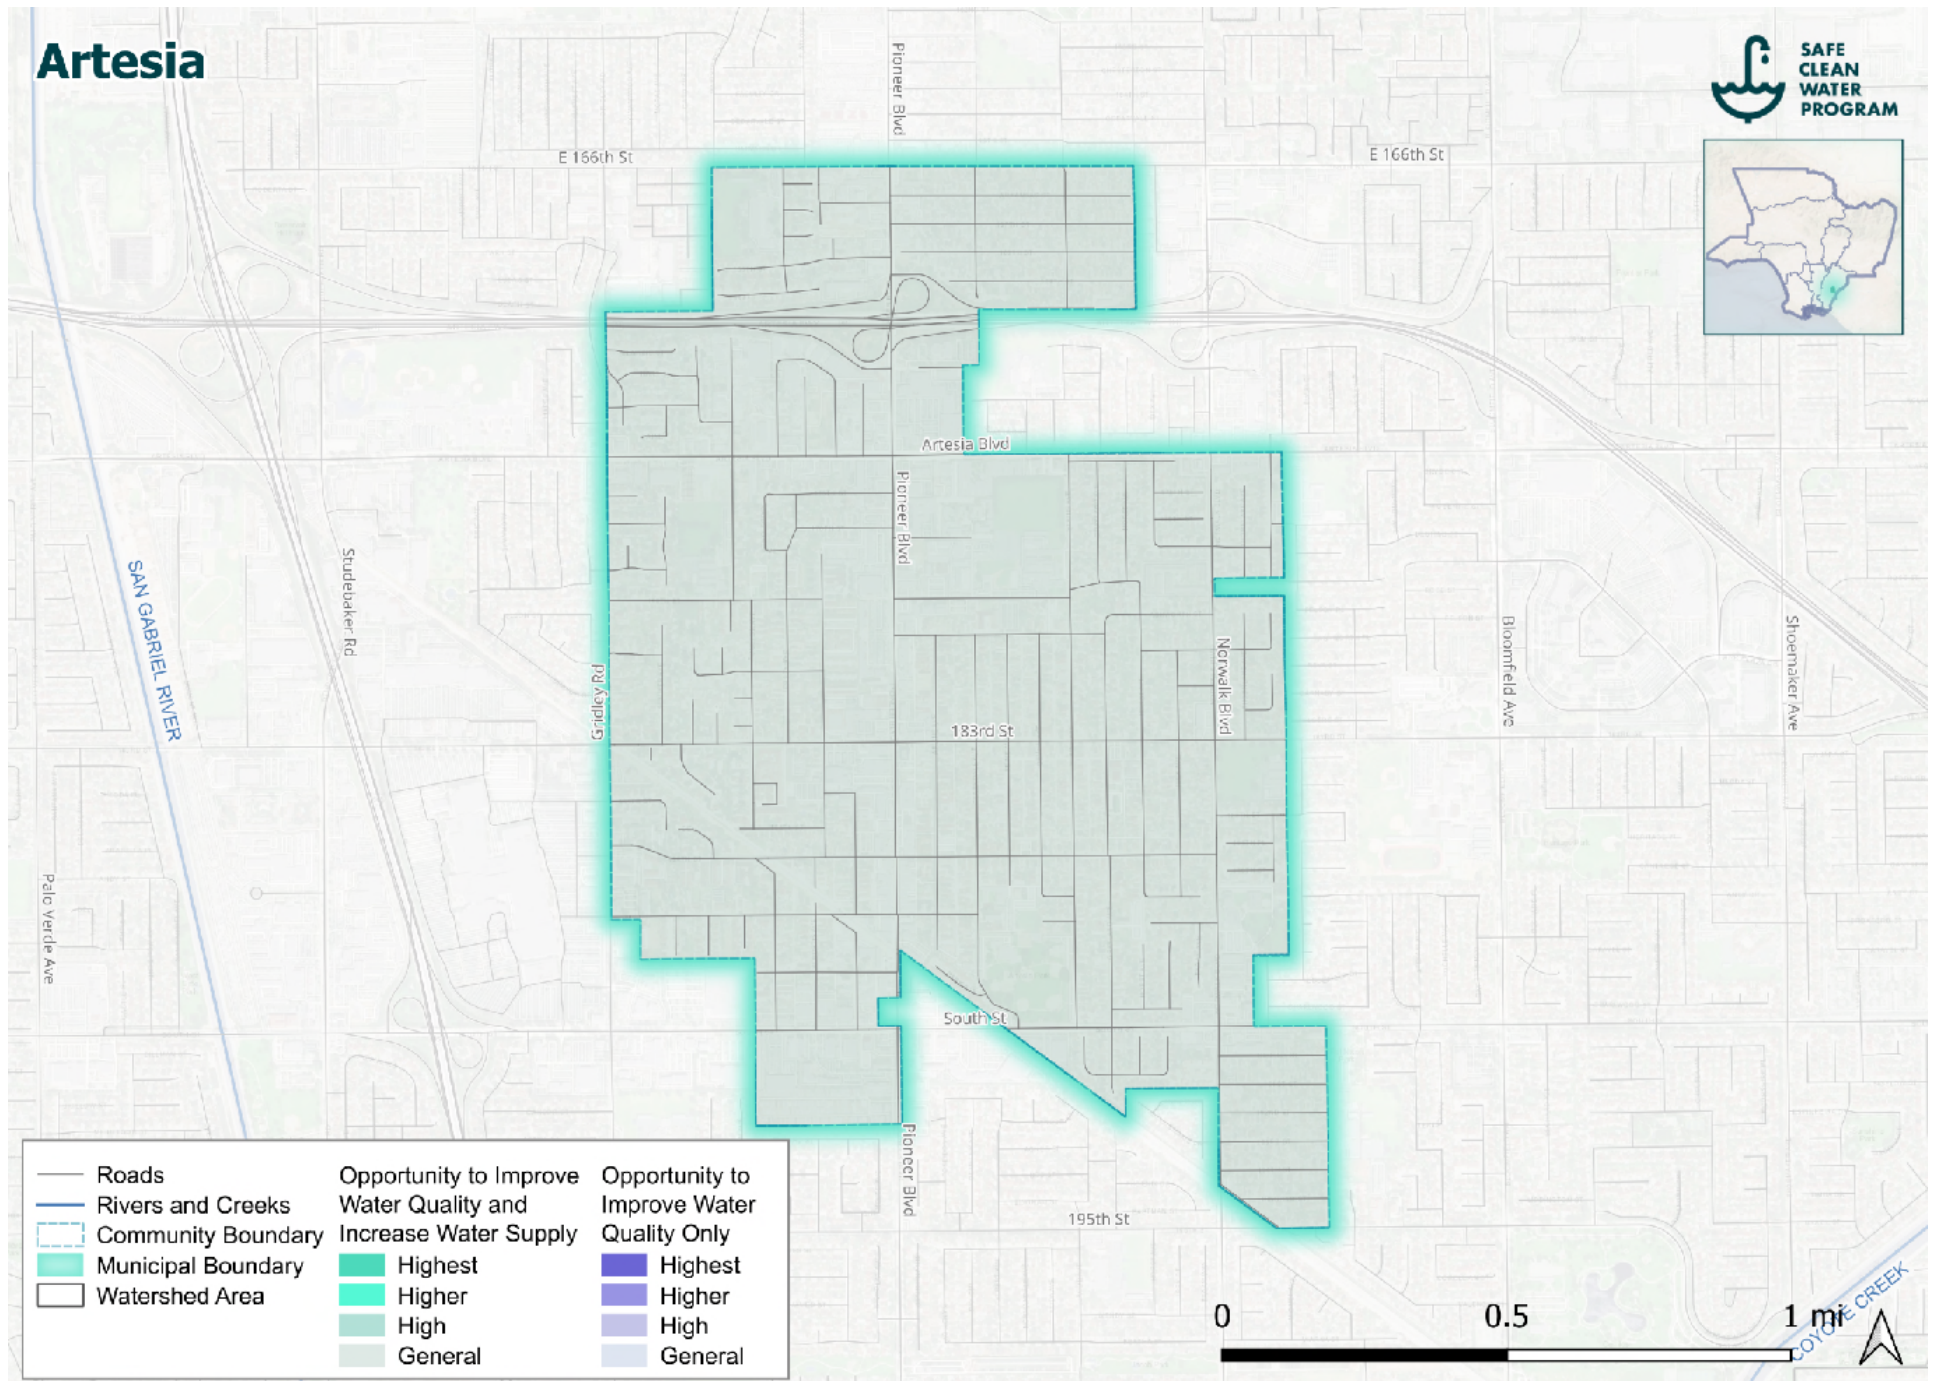 Artesia
SAFE
CLEAN
WATER
PROGRAM
Pioneer Blvd
E 166th St
E 166th St
Artesia Blvd
Pioneer Blvd
SAN GABRIEL RIVER
Studebaker Rd
Gridley Rd
Norwalk Blvd
Bloomfield Ave
Shoemaker Ave
183rd St
Palo Verde Ave
South St
Pioneer Blvd
195th St
COYOTE CREEK
Roads
Rivers and Creeks
Community Boundary
Municipal Boundary
Watershed Area
Opportunity to Improve
Water Quality and
Increase Water Supply
Highest
Higher
High
General
Opportunity to
Improve Water
Quality Only
Highest
Higher
High
General
0 0.5 1 mi